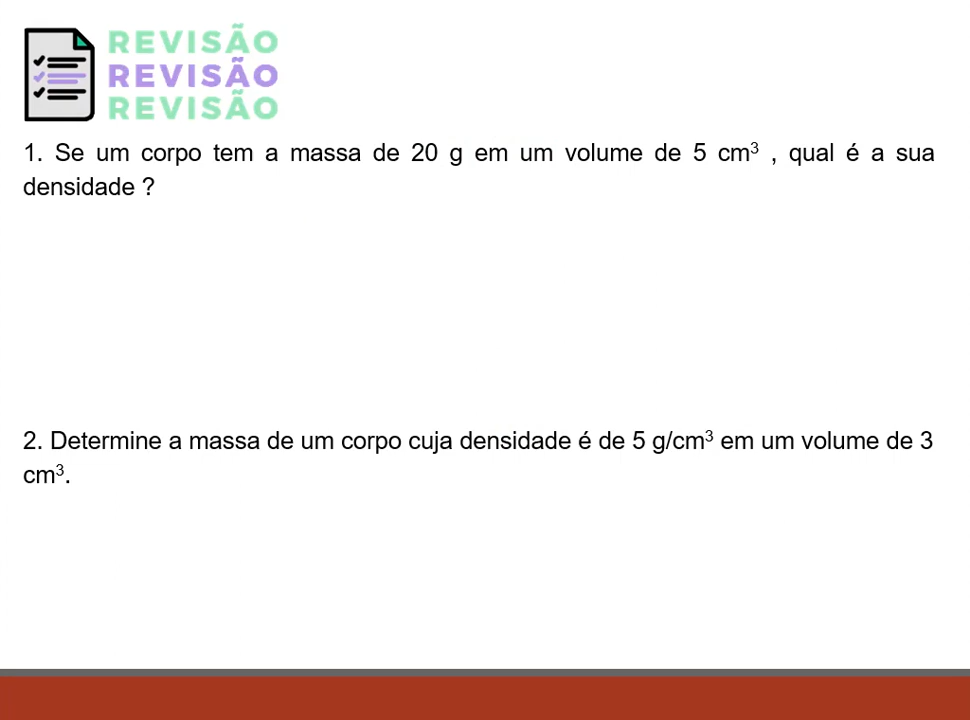 REVISÃO
REVISÃO
REVISÃO
1. Se um corpo tem a massa de 20 g em um volume de 5 cm³ , qual é a sua
densidade ?
2. Determine a massa de um corpo cuja densidade é de 5 g/cm³ em um volume de 3
cm³.